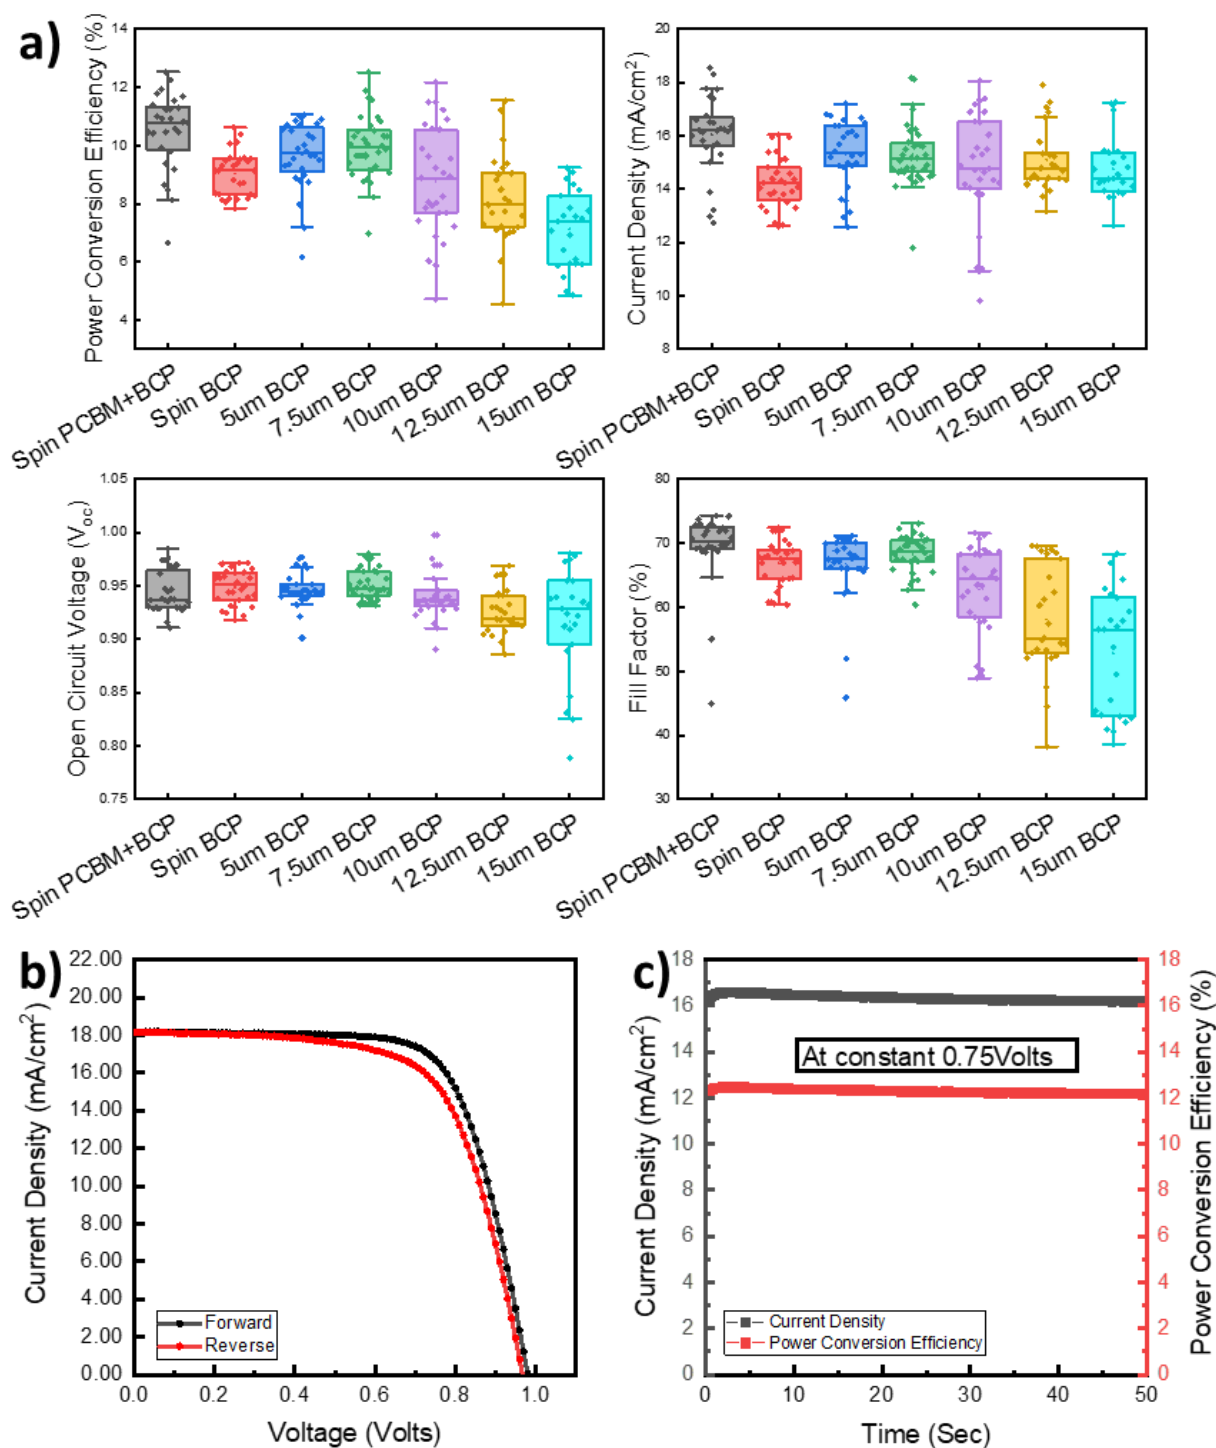 a)
Power Conversion Efficiency (%)
14
12
10
8
6
4
Spin PCBM+BCP
Spin BCP
5um BCP
7.5um BCP
10um BCP
12.5um BCP
15um BCP
Current Density (mA/cm²)
20
18
16
14
12
10
8
Spin PCBM+BCP
Spin BCP
5um BCP
7.5um BCP
10um BCP
12.5um BCP
15um BCP
Open Circuit Voltage (Voc)
1.05
1.00
0.95
0.90
0.85
0.80
0.75
Spin PCBM+BCP
Spin BCP
5um BCP
7.5um BCP
10um BCP
12.5um BCP
15um BCP
Fill Factor (%)
80
70
60
50
40
30
Spin PCBM+BCP
Spin BCP
5um BCP
7.5um BCP
10um BCP
12.5um BCP
15um BCP
b)
Current Density (mA/cm²)
22.00
20.00
18.00
16.00
14.00
12.00
10.00
8.00
6.00
4.00
2.00
0.00
Forward
Reverse
0.0 0.2 0.4 0.6 0.8 1.0
Voltage (Volts)
c)
Current Density (mA/cm²)
18
16
14
12
10
8
6
4
2
0
At constant 0.75Volts
Current Density
Power Conversion Efficiency
0 10 20 30 40 50
Time (Sec)
18
16
14
12
10
8
6
4
2
0
Power Conversion Efficiency (%)